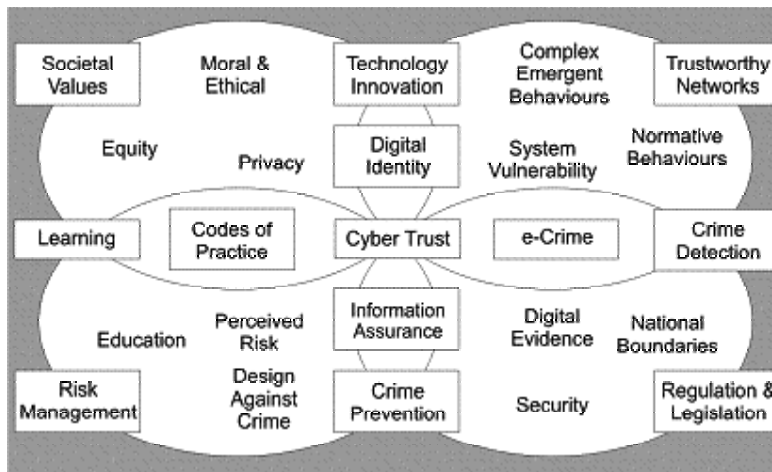 Societal
Values
Moral &
Ethical
Technology
Innovation
Complex
Emergent
Behaviours
Trustworthy
Networks
Equity
Privacy
Digital
Identity
System
Vulnerability
Normative
Behaviours
Learning
Codes of
Practice
Cyber Trust
e-Crime
Crime
Detection
Education
Perceived
Risk
Information
Assurance
Digital
Evidence
National
Boundaries
Risk
Management
Design
Against
Crime
Crime
Prevention
Security
Regulation &
Legislation